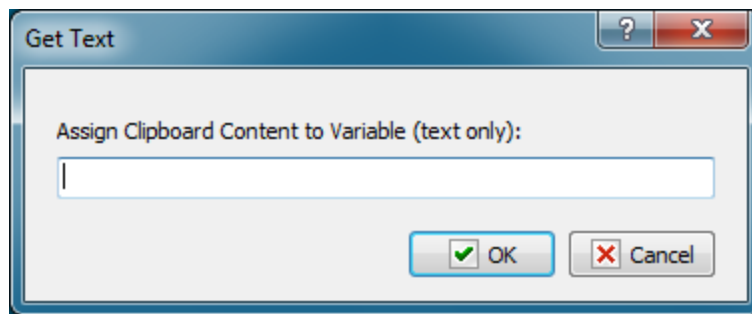 Get Text
?
Assign Clipboard Content to Variable (text only):
OK
Cancel